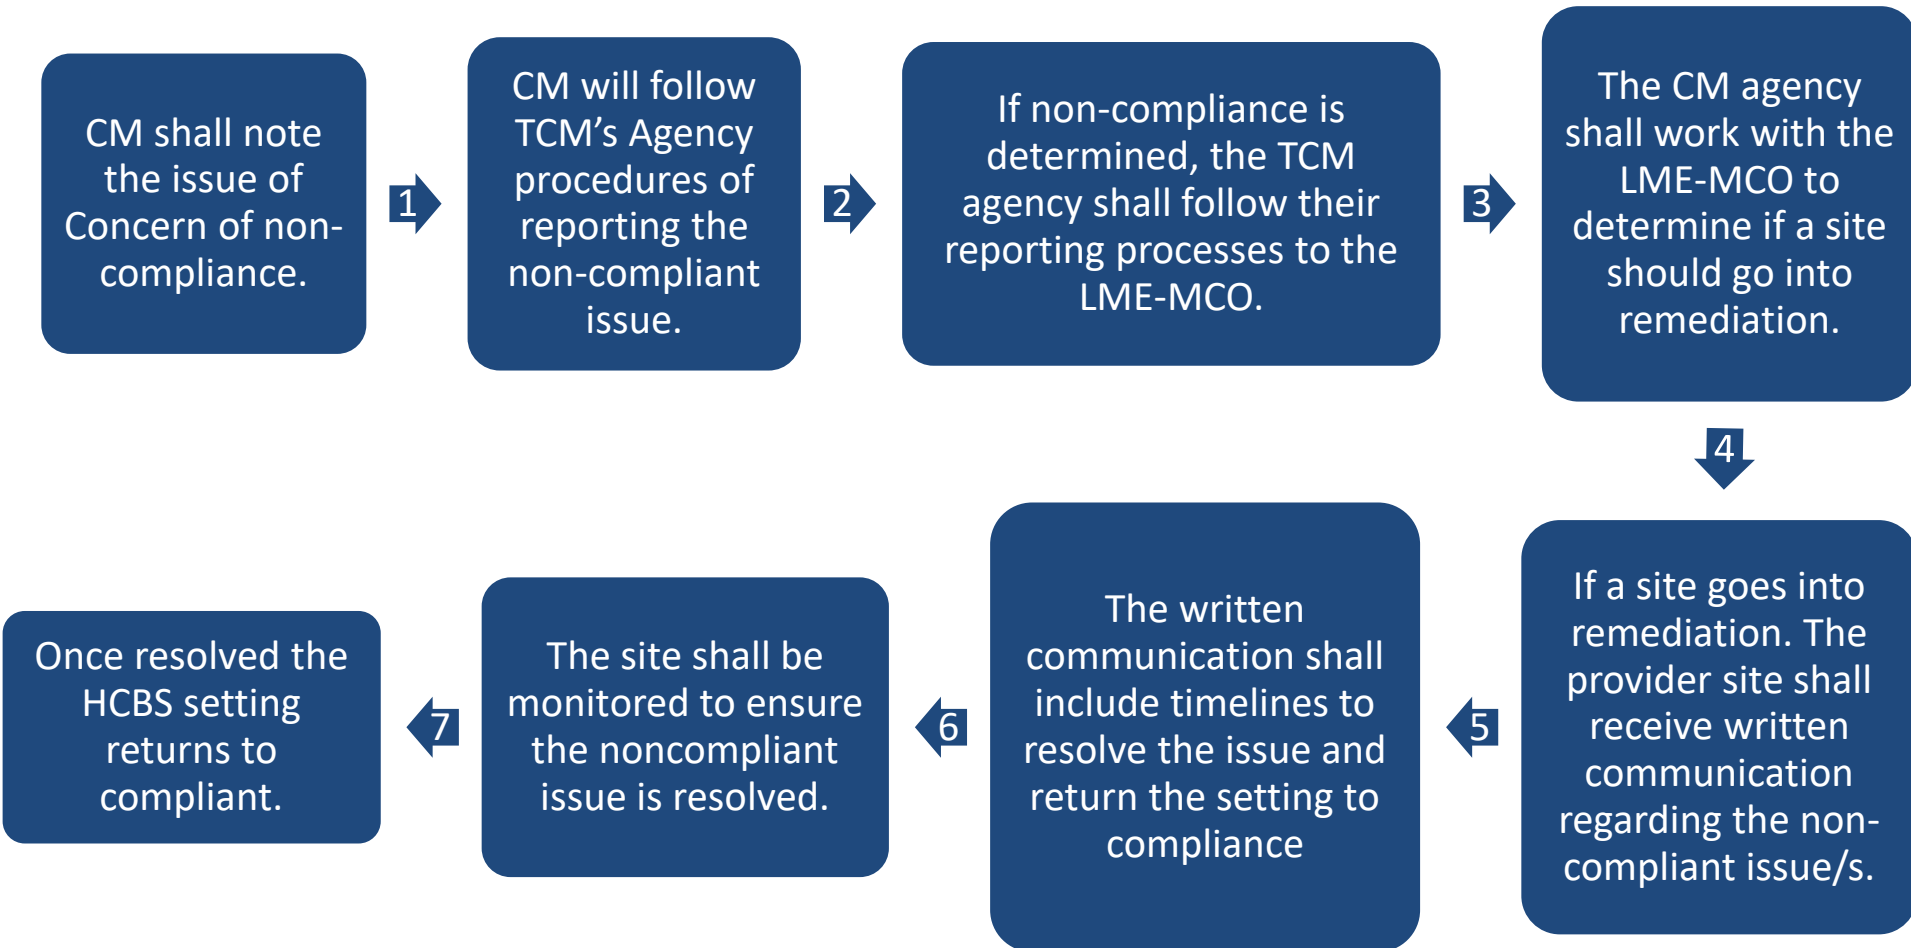 CM shall note
the issue of
Concern of non-
compliance.
1
CM will follow
TCM's Agency
procedures of
reporting the
non-compliant
issue.
2
If non-compliance is
determined, the TCM
agency shall follow their
reporting processes to the
LME-MCO.
3
The CM agency
shall work with the
LME-MCO to
determine if a site
should go into
remediation.
4
If a site goes into
remediation. The
provider site shall
receive written
communication
regarding the non-
compliant issue/s.
5
The written
communication shall
include timelines to
resolve the issue and
return the setting to
compliance
6
The site shall be
monitored to ensure
the noncompliant
issue is resolved.
7
Once resolved the
HCBS setting
returns to
compliant.